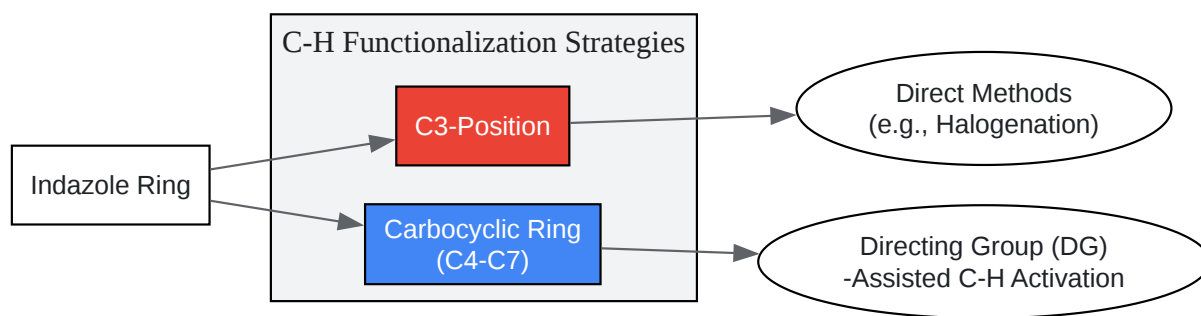 C-H Functionalization Strategies
Indazole Ring
C3-Position
Carbocyclic Ring
(C4-C7)
Direct Methods
(e.g., Halogenation)
Directing Group (DG)
-Assisted C-H Activation